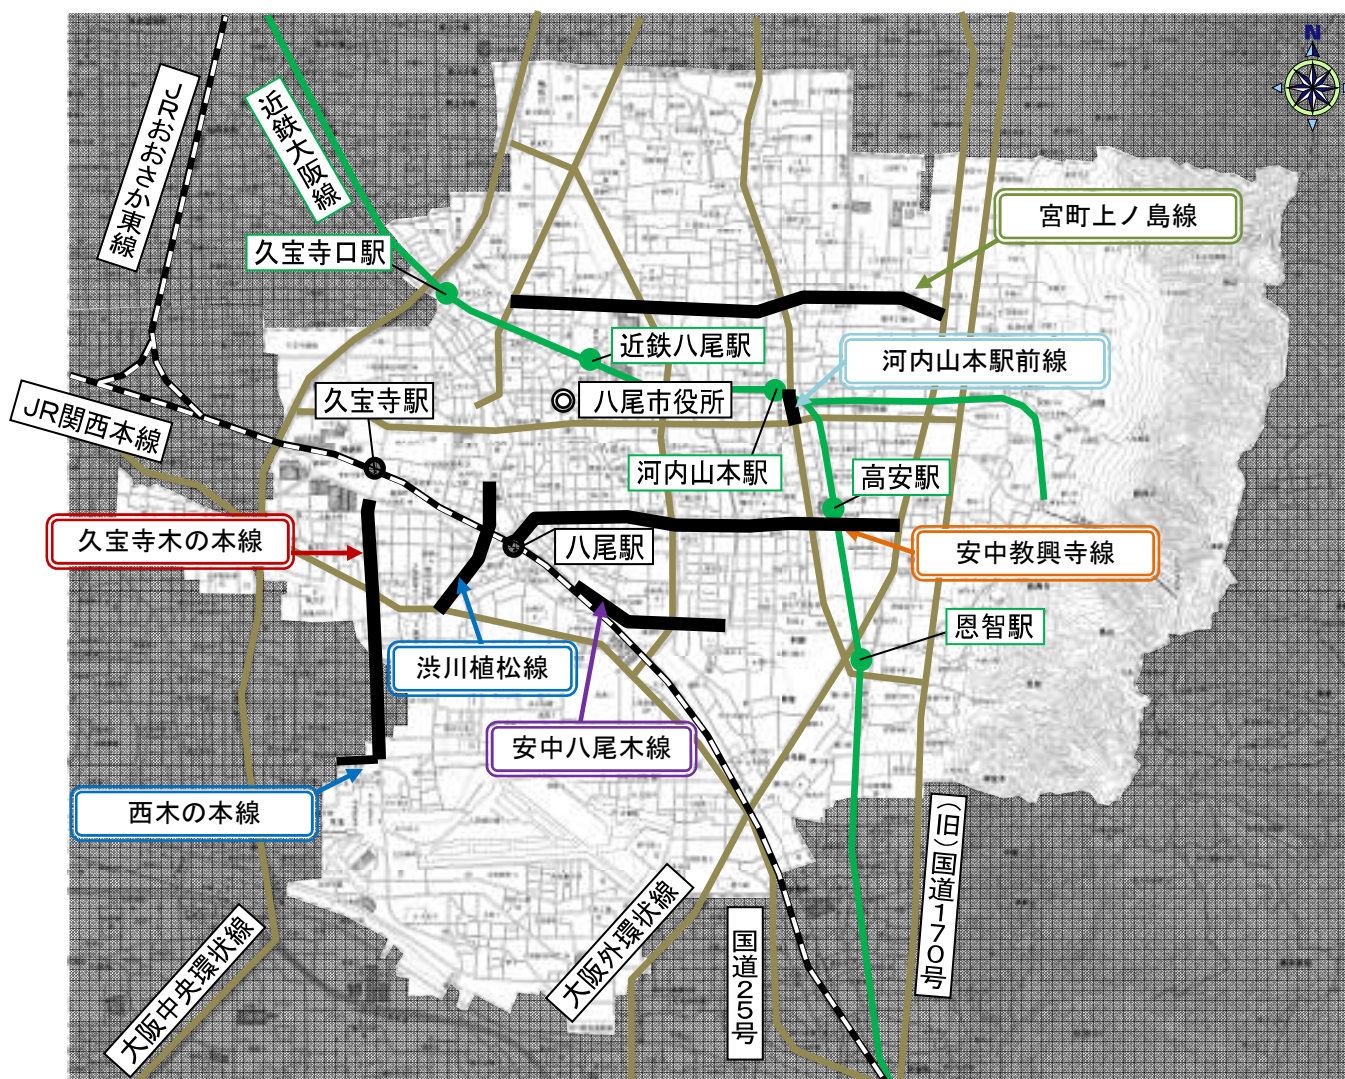 N
JRおおさか東線
近鉄大阪線
宮町上ノ島線
久宝寺口駅
近鉄八尾駅
河内山本駅前線
久宝寺駅
八尾市役所
JR関西本線
河内山本駅
高安駅
久宝寺木の本線
八尾駅
安中教興寺線
恩智駅
渋川植松線
安中八尾木線
西木の本線
(旧)国道170号
大阪外環状線
国道25号
大阪中央環状線